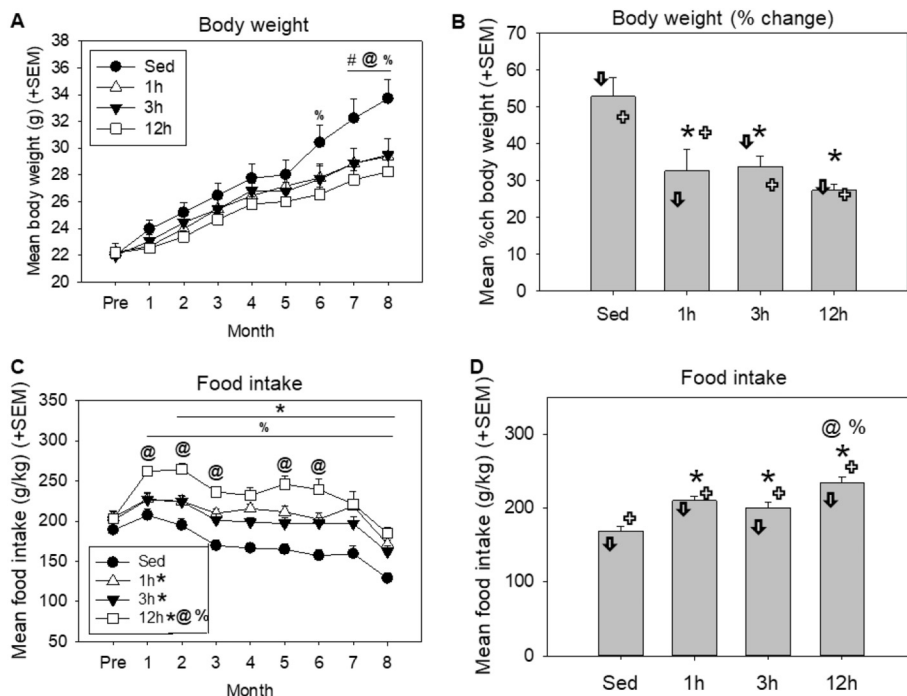 A
Body weight
Mean body weight (g) (+SEM)
38
36
34
32
30
28
26
24
22
20
Sed
1h
3h
12h
%
# @ %
Pre 1 2 3 4 5 6 7 8
Month
B
Body weight (% change)
Mean %ch body weight (+SEM)
70
60
50
40
30
20
10
0
* * *
Sed 1h 3h 12h
C
Food intake
Mean food intake (g/kg) (+SEM)
350
300
250
200
150
100
50
*
%
@ @ @ @ @
Sed
1h*
3h*
12h*@ %
Pre 1 2 3 4 5 6 7 8
Month
D
Food intake
Mean food intake (g/kg) (+SEM)
300
200
100
0
@ %
* * *
Sed 1h 3h 12h